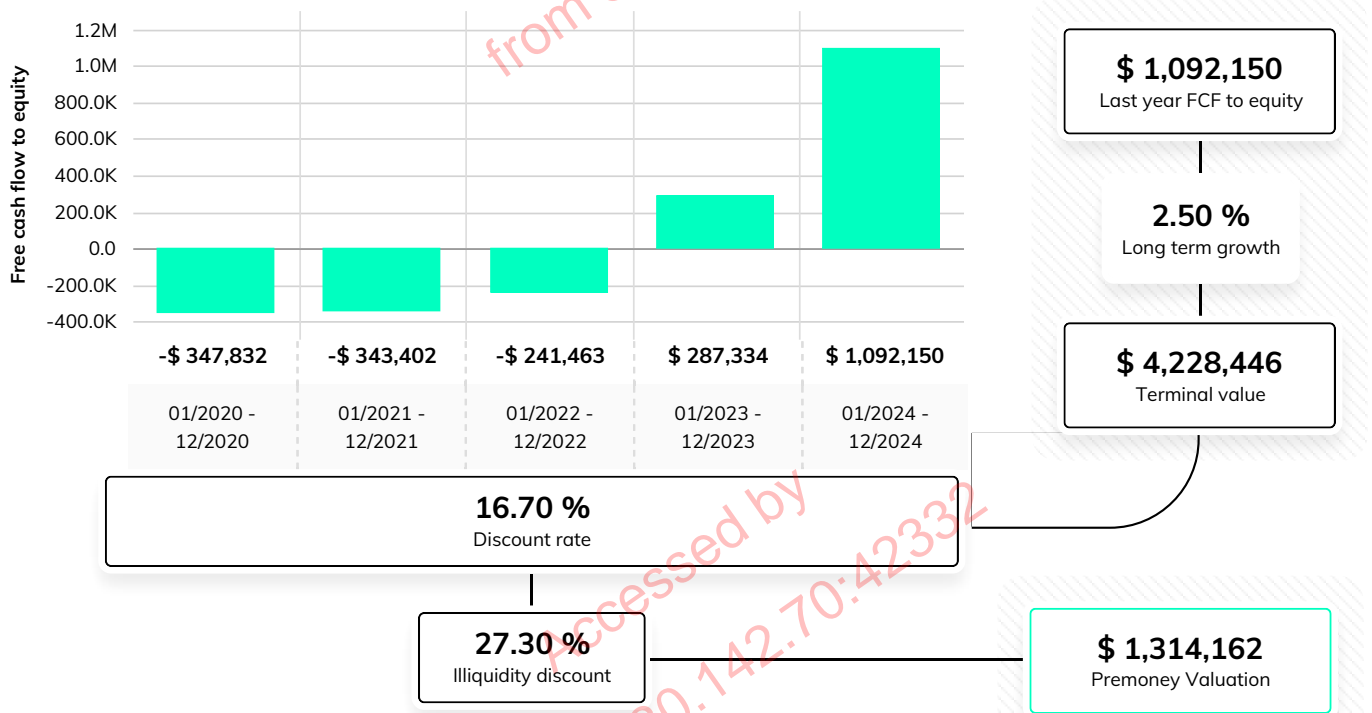 from
Free cash flow to equity
1.2M
1.0M
800.0K
600.0K
400.0K
200.0K
0.0
-200.0K
-400.0K
-$ 347,832
-$ 343,402
-$ 241,463
$ 287,334
$ 1,092,150
01/2020 -
12/2020
01/2021 -
12/2021
01/2022 -
12/2022
01/2023 -
12/2023
01/2024 -
12/2024
$ 1,092,150
Last year FCF to equity
2.50 %
Long term growth
$ 4,228,446
Terminal value
16.70 %
Discount rate
27.30 %
Illiquidity discount
$ 1,314,162
Premoney Valuation
Accessed by
0.142.70:42332